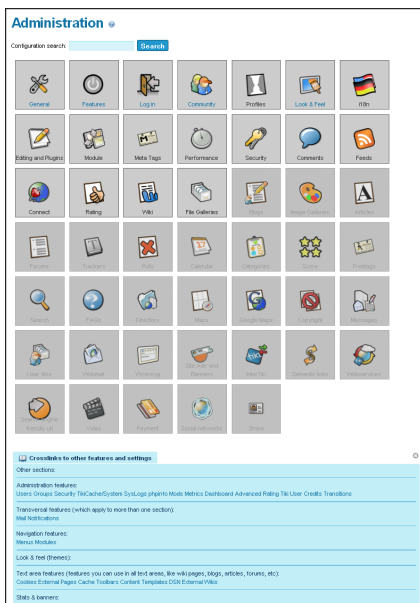 Administration
Configuration search: Search
General Features Log in Community Profiles Look & Feel i18n
Editing and Plugins Module Meta Tags Performance Security Comments Feeds
Connect Rating Wiki File Galleries Blogs Image Galleries Articles
Forums Trackers Polls Calendar Categories Score Freetags
Search FAQs Directory Maps Google Maps Copyright Messages
User files Webmail Wysiwyg Site Ads and Banners InterTiki Semantic links Webservices
Search engine friendly url Video Payment Social networks Share
Crosslinks to other features and settings
Other sections:
Administration features:
Users Groups Security TikiCache/System SysLogs phpinfo Mods Metrics Dashboard Advanced Rating Tiki User Credits Transitions
Transversal features (which apply to more than one section):
Mail Notifications
Navigation features:
Menus Modules
Look & feel (themes):
Text area features (features you can use in all text areas, like wiki pages, blogs, articles, forums, etc):
Cookies External Pages Cache Toolbars Content Templates DSN External Wikis
Stats & banners: